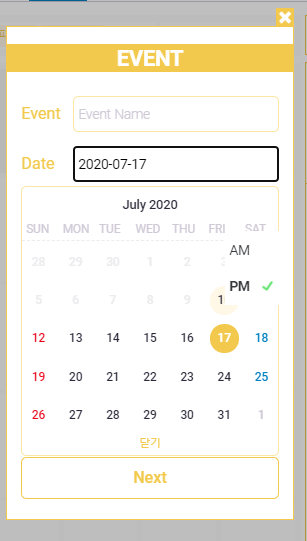 EVENT
Event Event Name
Date 2020-07-17
July 2020
SUN MON TUE WED THU FRI SAT
28 29 30 1 2 3
AM
5 6 7 8 9
PM
12 13 14 15 16 17 18
19 20 21 22 23 24 25
26 27 28 29 30 31 1
닫기
Next